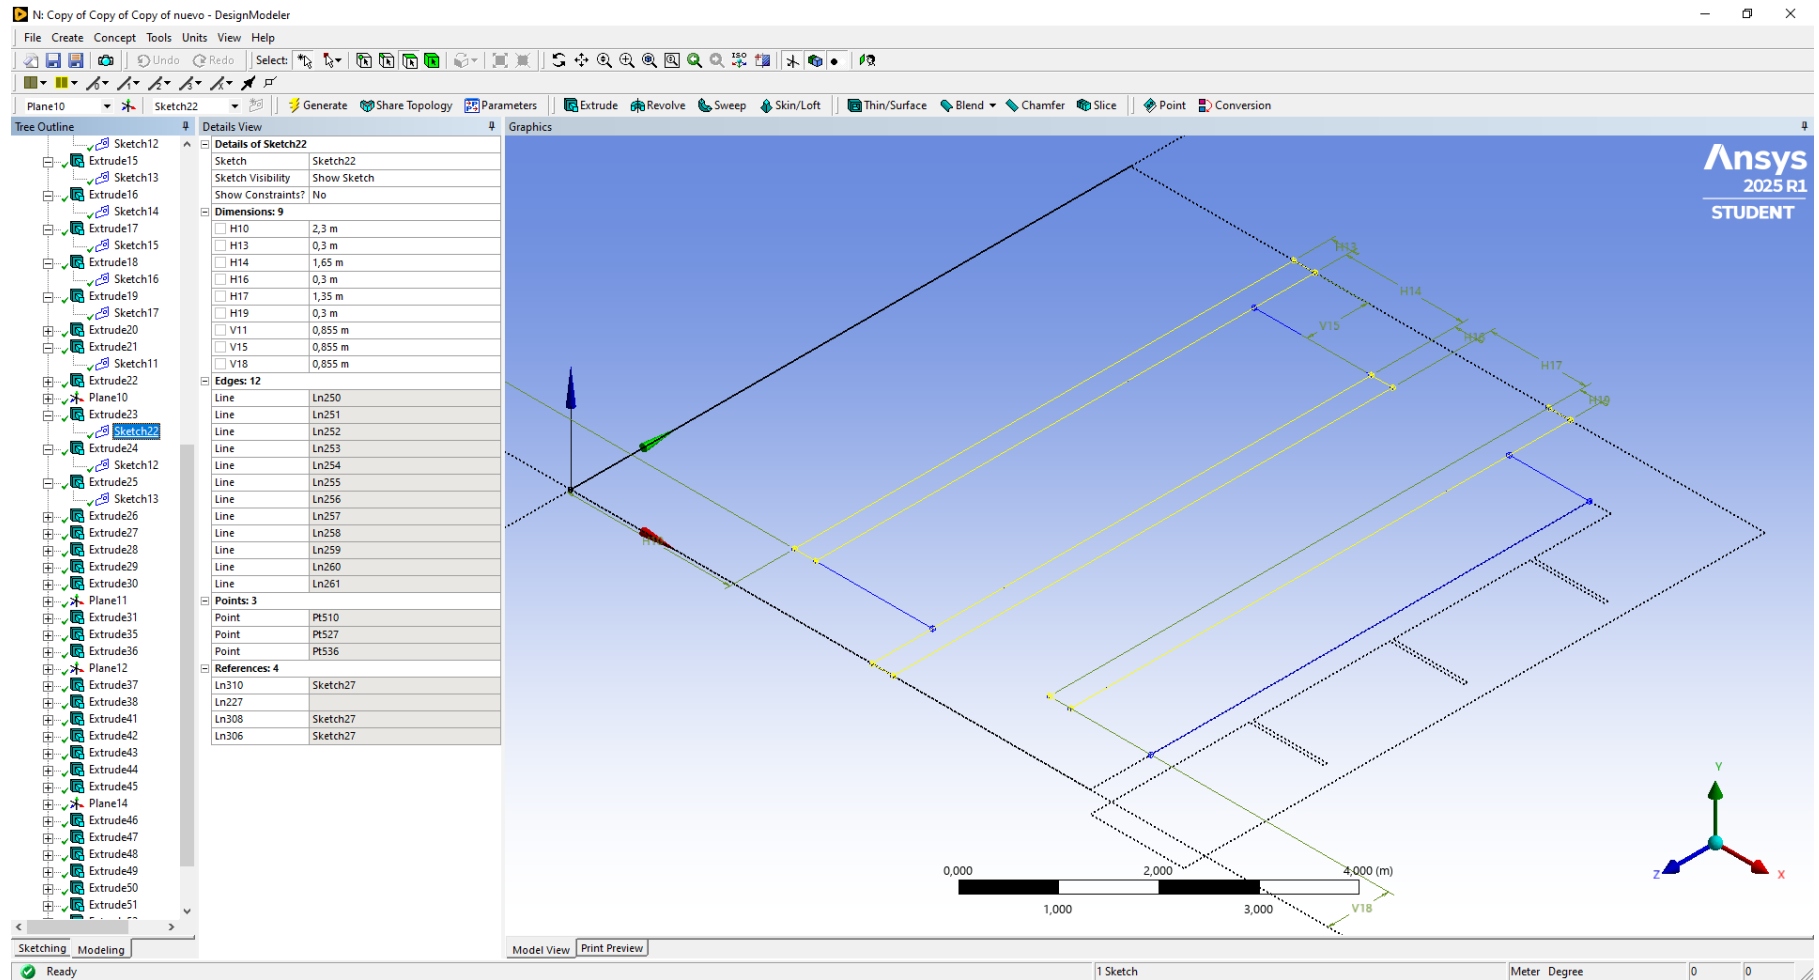 N: Copy of Copy of Copy of nuevo - DesignModeler
File Create Concept Tools Units View Help
Undo Redo Select: ISO
Plane10 Sketch22 Generate Share Topology Parameters Extrude Revolve Sweep Skin/Loft Thin/Surface Blend Chamfer Slice Point Conversion
Tree Outline
Sketch12
Extrude15
Sketch13
Extrude16
Sketch14
Extrude17
Sketch15
Extrude18
Sketch16
Extrude19
Sketch17
Extrude20
Extrude21
Sketch11
Extrude22
Plane10
Extrude23
Sketch22
Extrude24
Sketch12
Extrude25
Sketch13
Extrude26
Extrude27
Extrude28
Extrude29
Extrude30
Plane11
Extrude31
Extrude35
Extrude36
Plane12
Extrude37
Extrude38
Extrude41
Extrude42
Extrude43
Extrude44
Extrude45
Plane14
Extrude46
Extrude47
Extrude48
Extrude49
Extrude50
Extrude51
Sketching Modeling
Details View
Details of Sketch22
Sketch Sketch22
Sketch Visibility Show Sketch
Show Constraints? No
Dimensions: 9
H10 2,3 m
H13 0,3 m
H14 1,65 m
H16 0,3 m
H17 1,35 m
H19 0,3 m
V11 0,855 m
V15 0,855 m
V18 0,855 m
Edges: 12
Line Ln250
Line Ln251
Line Ln252
Line Ln253
Line Ln254
Line Ln255
Line Ln256
Line Ln257
Line Ln258
Line Ln259
Line Ln260
Line Ln261
Points: 3
Point Pt510
Point Pt527
Point Pt536
References: 4
Ln310 Sketch27
Ln227
Ln308 Sketch27
Ln306 Sketch27
Graphics
Ansys
2025 R1
STUDENT
H13
H14
V15
H16
H17
H19
V18
0,000 2,000 4,000 (m)
1,000 3,000
Y
Z X
Model View Print Preview
Ready 1 Sketch Meter Degree 0 0